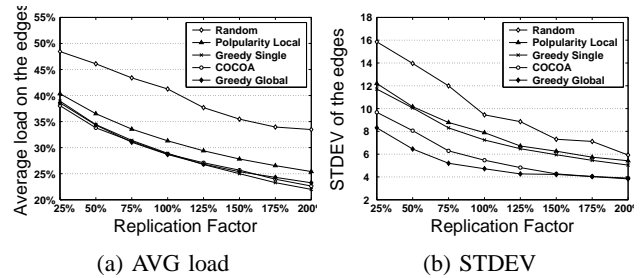 55%
50%
45%
40%
35%
30%
25%
20%
Average load on the edges
Random
Polpularity Local
Greedy Single
COCOA
Greedy Global
25% 50% 75% 100% 125% 150% 175% 200%
Replication Factor
(a) AVG load
18
16
14
12
10
8
6
4
2
STDEV of the edges
Random
Polpularity Local
Greedy Single
COCOA
Greedy Global
25% 50% 75% 100% 125% 150% 175% 200%
Replication Factor
(b) STDEV